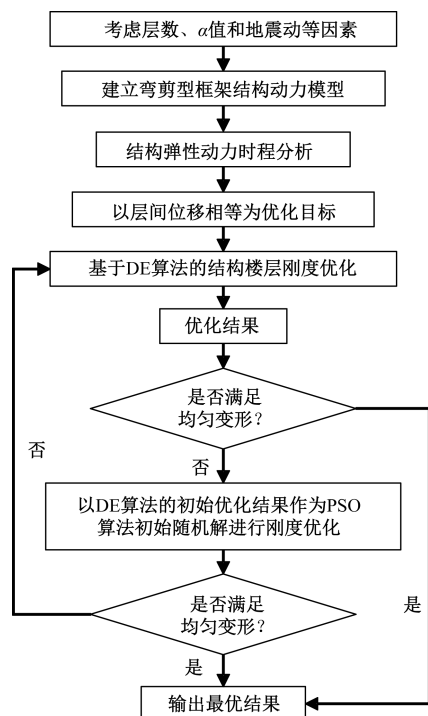 考虑层数、α值和地震动等因素
建立弯剪型框架结构动力模型
结构弹性动力时程分析
以层间位移相等为优化目标
基于DE算法的结构楼层刚度优化
优化结果
是否满足
均匀变形？
否
否
以DE算法的初始优化结果作为PSO
算法初始随机解进行刚度优化
是否满足
均匀变形？
是
是
输出最优结果